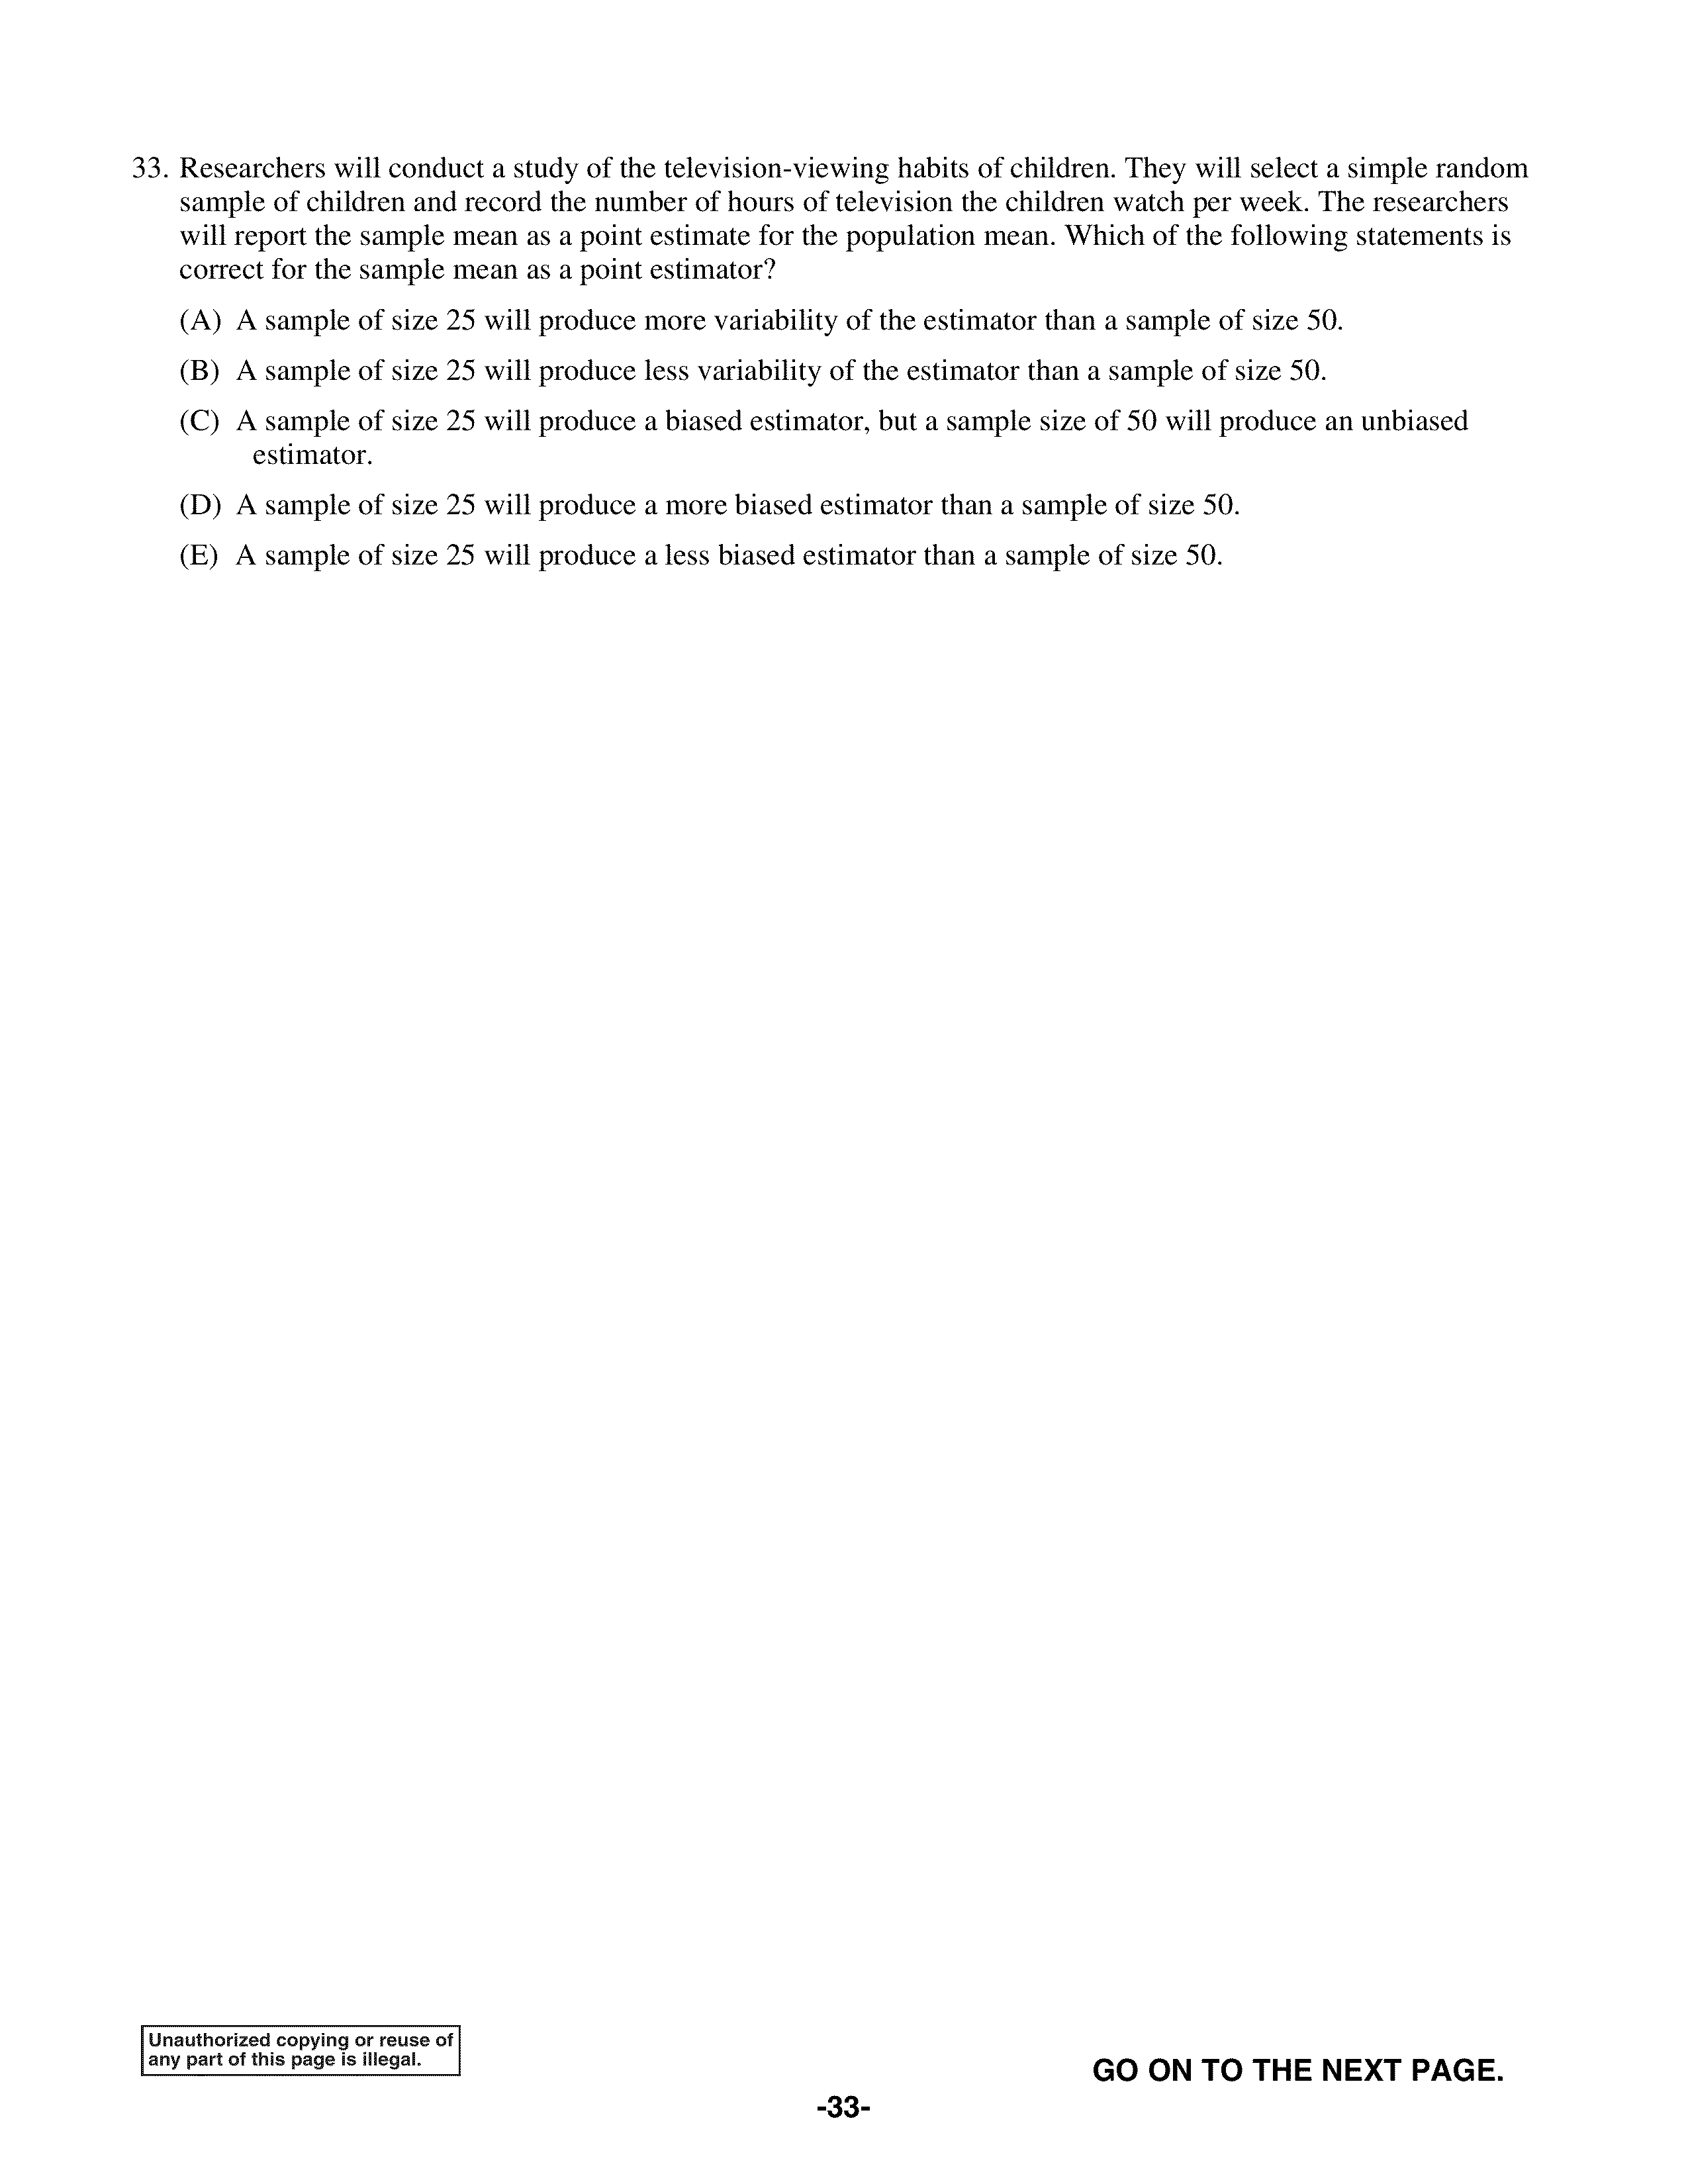 33. Researchers will conduct a study of the television-viewing habits of children. They will select a simple random
sample of children and record the number of hours of television the children watch per week. The researchers
will report the sample mean as a point estimate for the population mean. Which of the following statements is
correct for the sample mean as a point estimator?
(A) A sample of size 25 will produce more variability of the estimator than a sample of size 50.
(B) A sample of size 25 will produce less variability of the estimator than a sample of size 50.
(C) A sample of size 25 will produce a biased estimator, but a sample size of 50 will produce an unbiased
estimator.
(D) A sample of size 25 will produce a more biased estimator than a sample of size 50.
(E) A sample of size 25 will produce a less biased estimator than a sample of size 50.
Unauthorized copying or reuse of
any part of this page is illegal.
GO ON TO THE NEXT PAGE.
-33-